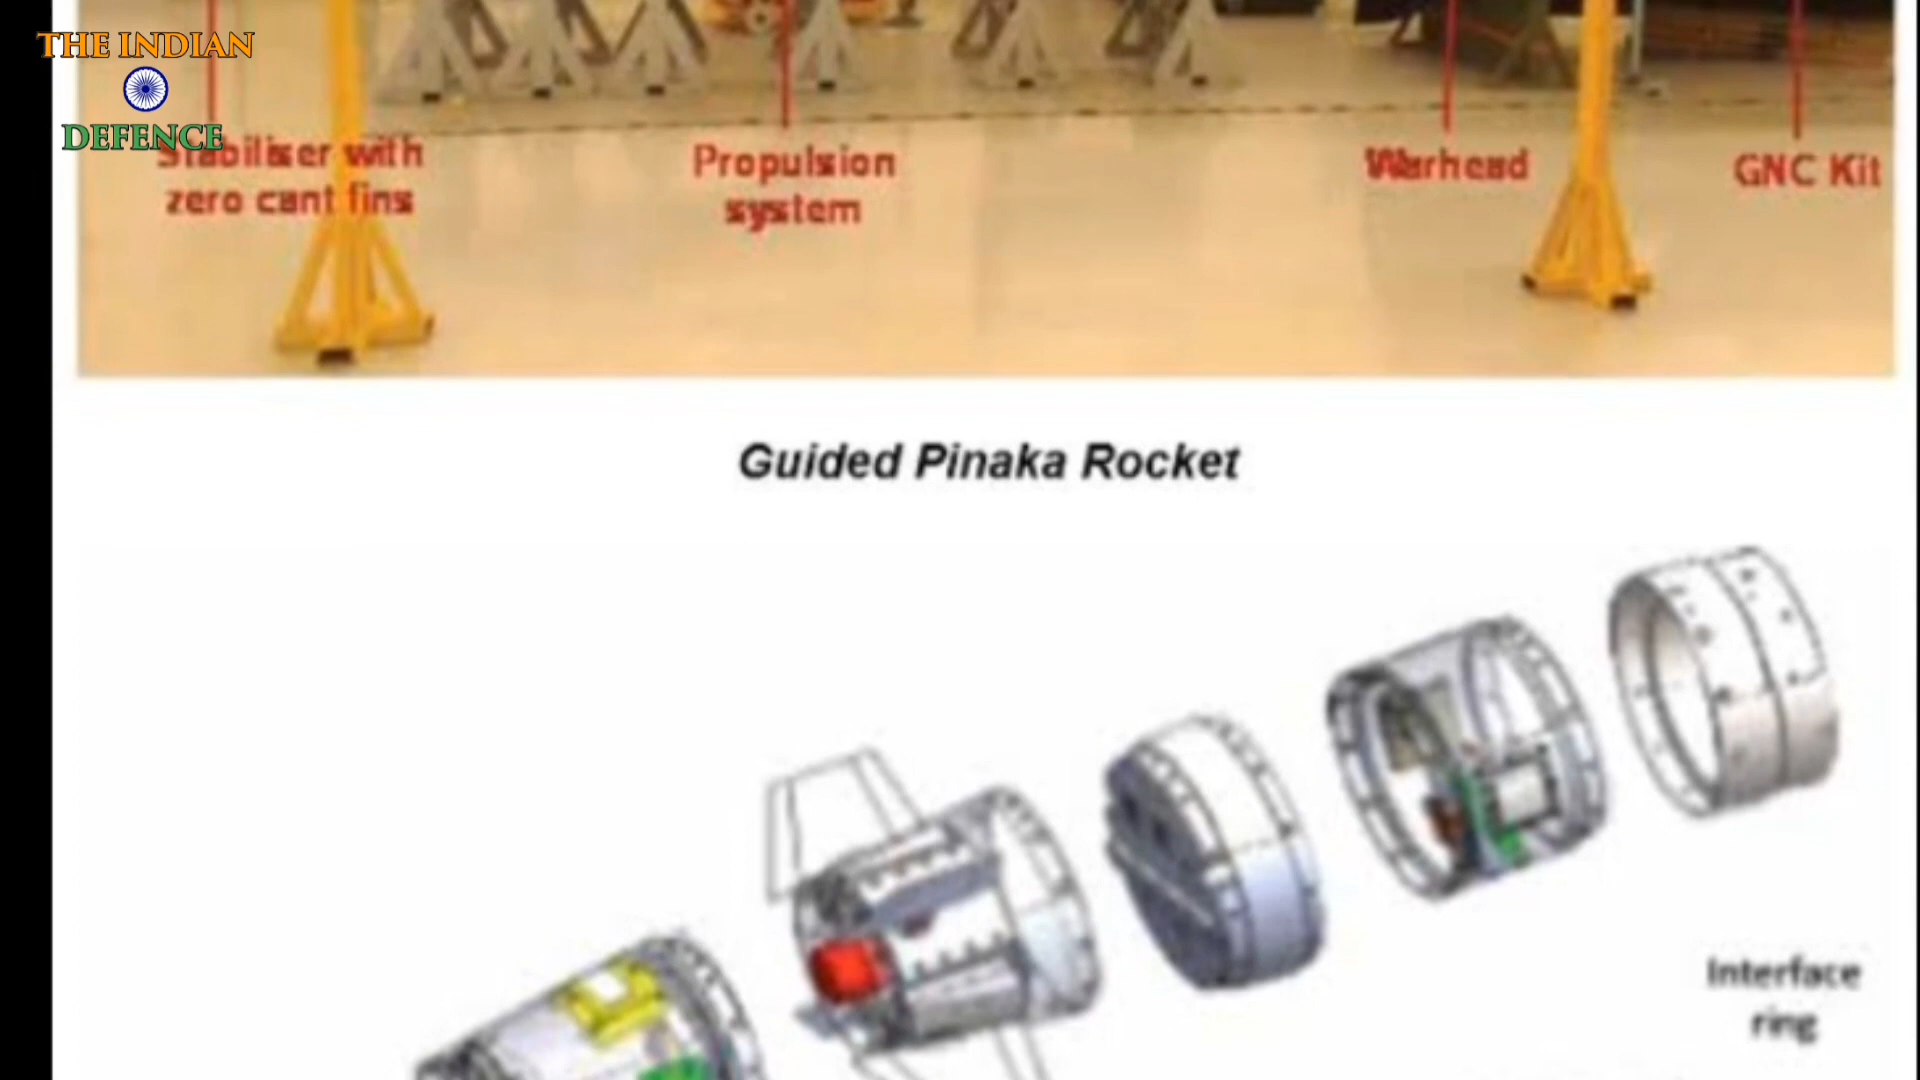 THE INDIAN
DEFENCE
Stabiliser with
zero cant fins
Propulsion
system
Warhead
GNC Kit
Guided Pinaka Rocket
Interface
ring